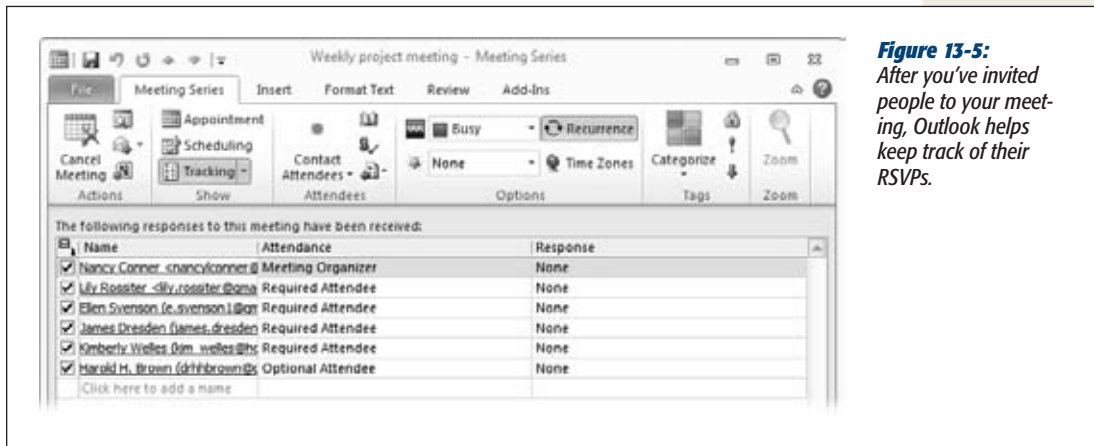 Weekly project meeting - Meeting Series
File Meeting Series Insert Format Text Review Add-Ins
Cancel Meeting
Actions
Appointment
Scheduling
Tracking
Show
Contact Attendees
Attendees
Busy
None
Recurrence
Time Zones
Options
Categorize
Tags
Zoom
Zoom
The following responses to this meeting have been received:
Name Attendance Response
Nancy Conner <nancylconner@ Meeting Organizer None
Lily Rossiter <lily.rossiter@gma Required Attendee None
Ellen Svenson (e.svenson1@gm Required Attendee None
James Dresden (james.dresden Required Attendee None
Kimberly Welles (kim_welles@ho Required Attendee None
Harold H. Brown Optional Attendee None
Click here to add a name
Figure 13-5:
After you've invited
people to your meet-
ing, Outlook helps
keep track of their
RSVPs.